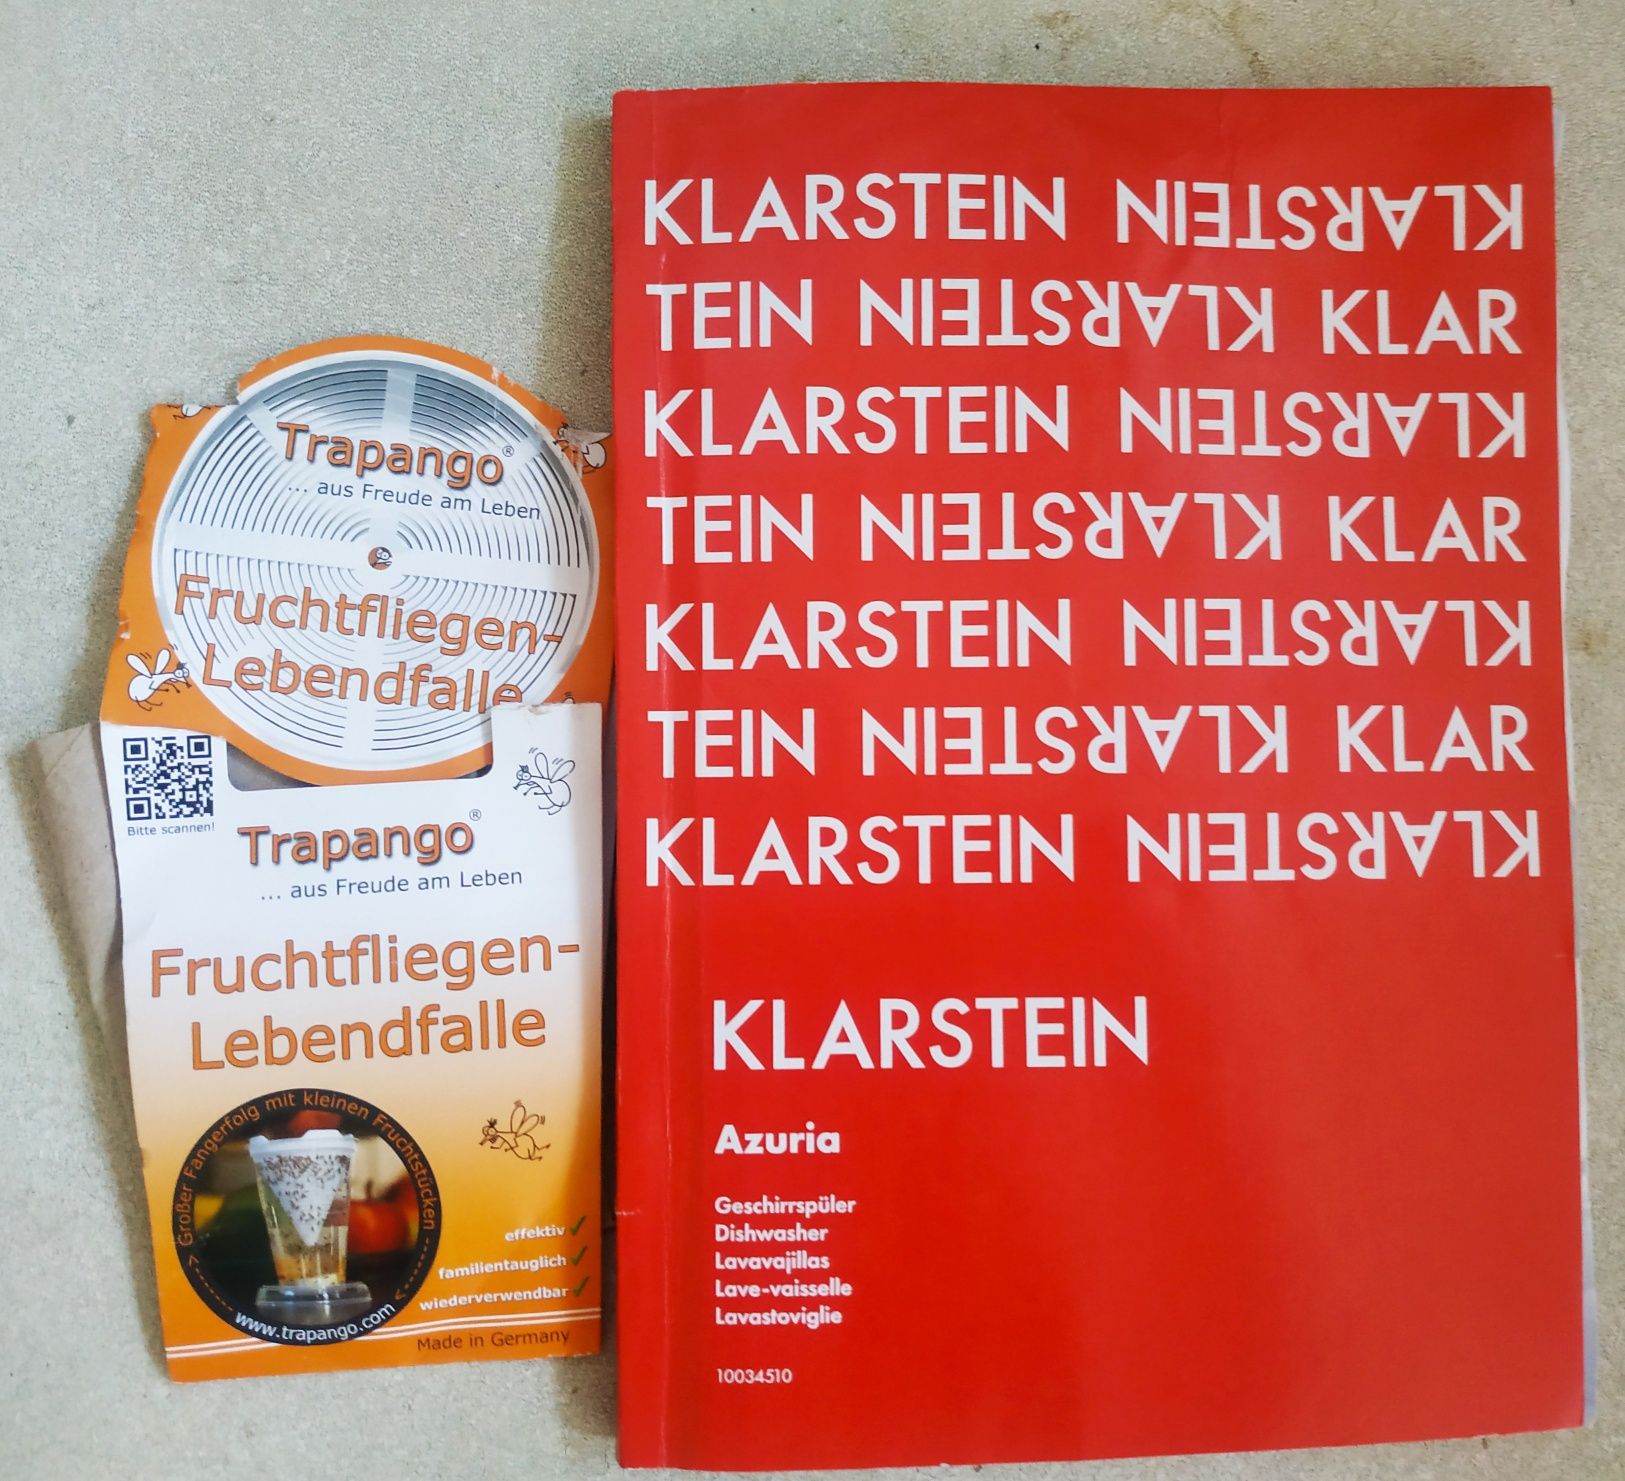 Trapango®
... aus Freude am Leben
Fruchtfliegen-
Lebendfalle
Bitte scannen!
Trapango®
... aus Freude am Leben
Fruchtfliegen-
Lebendfalle
Großer Fangerfolg mit kleinen Fruchtstücken
effektiv ✓
familientauglich ✓
wiederverwendbar ✓
www.trapango.com
Made in Germany
KLARSTEIN KLARSTEIN
TEIN KLARSTEIN KLAR
KLARSTEIN KLARSTEIN
TEIN KLARSTEIN KLAR
KLARSTEIN KLARSTEIN
TEIN KLARSTEIN KLAR
KLARSTEIN KLARSTEIN
KLARSTEIN
Azuria
Geschirrspüler
Dishwasher
Lavavajillas
Lave-vaisselle
Lavastoviglie
10034510